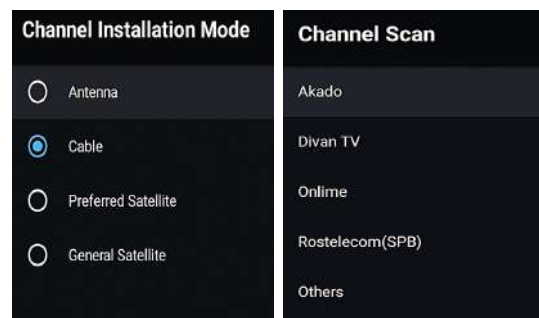 Channel Installation Mode
Antenna
Cable
Preferred Satellite
General Satellite
Channel Scan
Akado
Divan TV
Onlime
Rostelecom(SPB)
Others